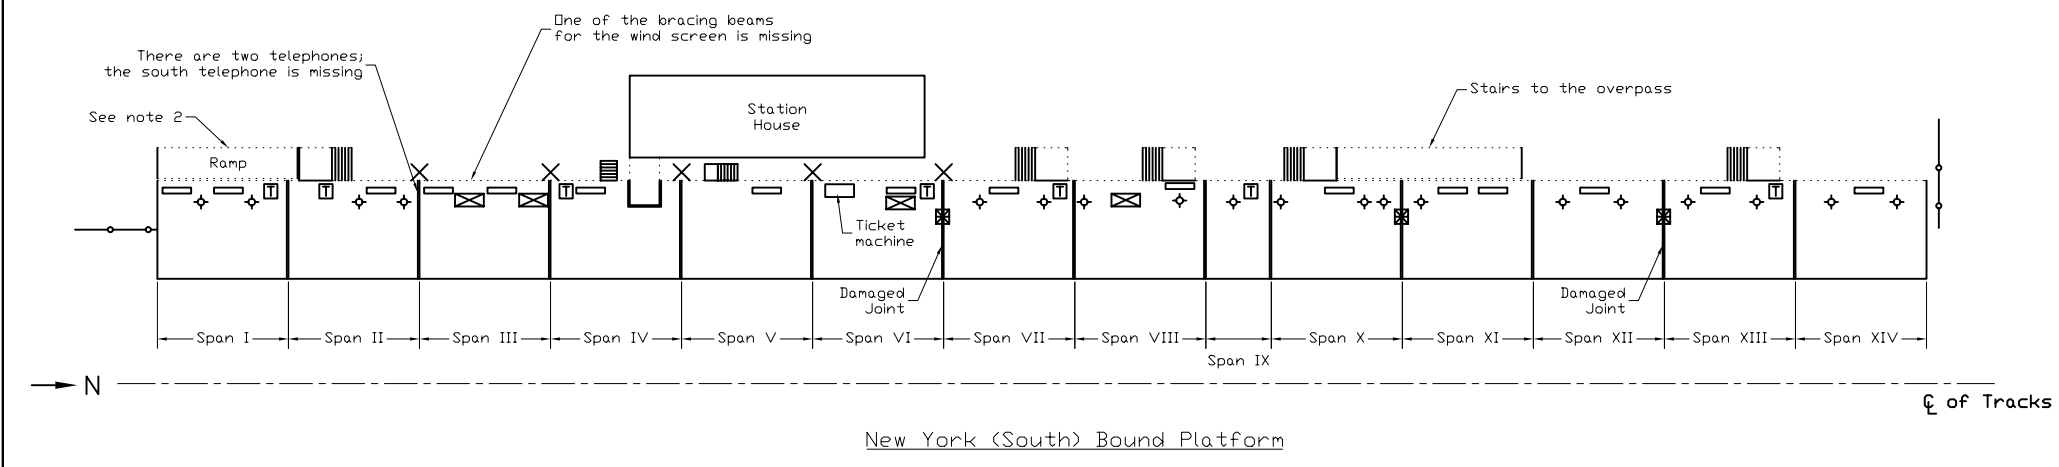 One of the bracing beams
for the wind screen is missing
There are two telephones;
the south telephone is missing
See note 2
Ramp
Station
House
Stairs to the overpass
T
T
T
T
T
T
T
Ticket
machine
Damaged
Joint
Damaged
Joint
Span I
Span II
Span III
Span IV
Span V
Span VI
Span VII
Span VIII
Span IX
Span X
Span XI
Span XII
Span XIII
Span XIV
N
℄ of Tracks
New York (South) Bound Platform